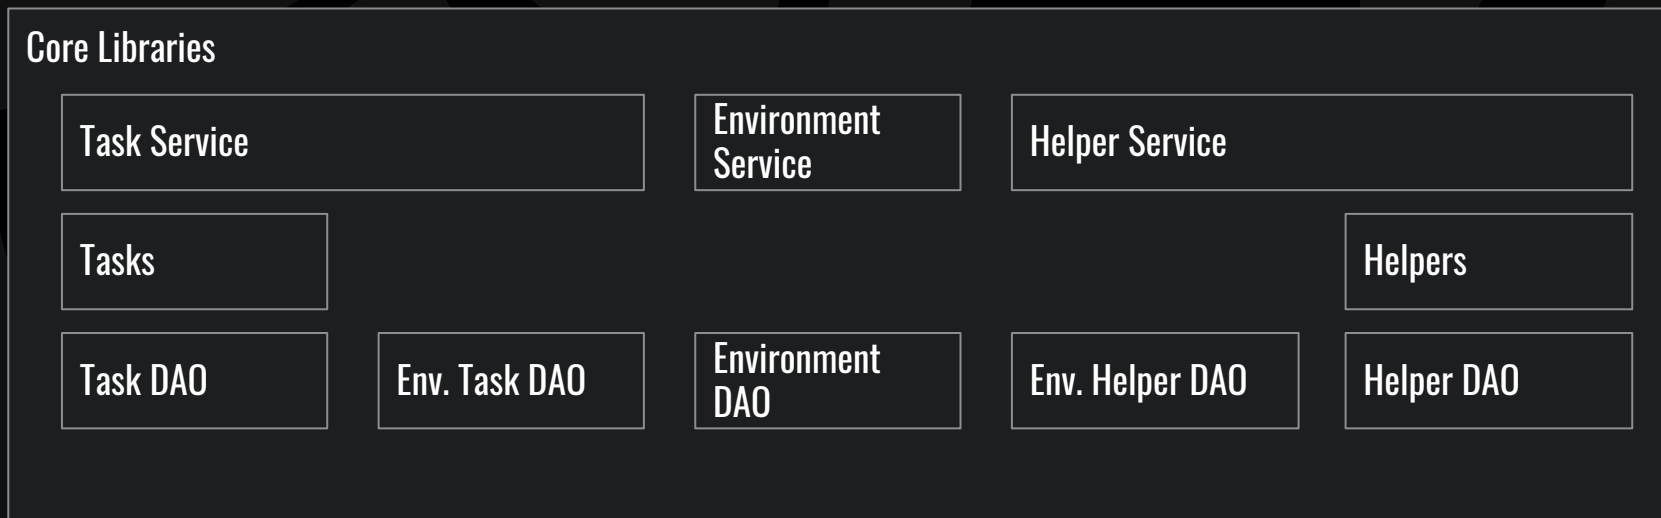 Core Libraries
Task Service
Environment
Service
Helper Service
Tasks
Helpers
Task DAO
Env. Task DAO
Environment
DAO
Env. Helper DAO
Helper DAO